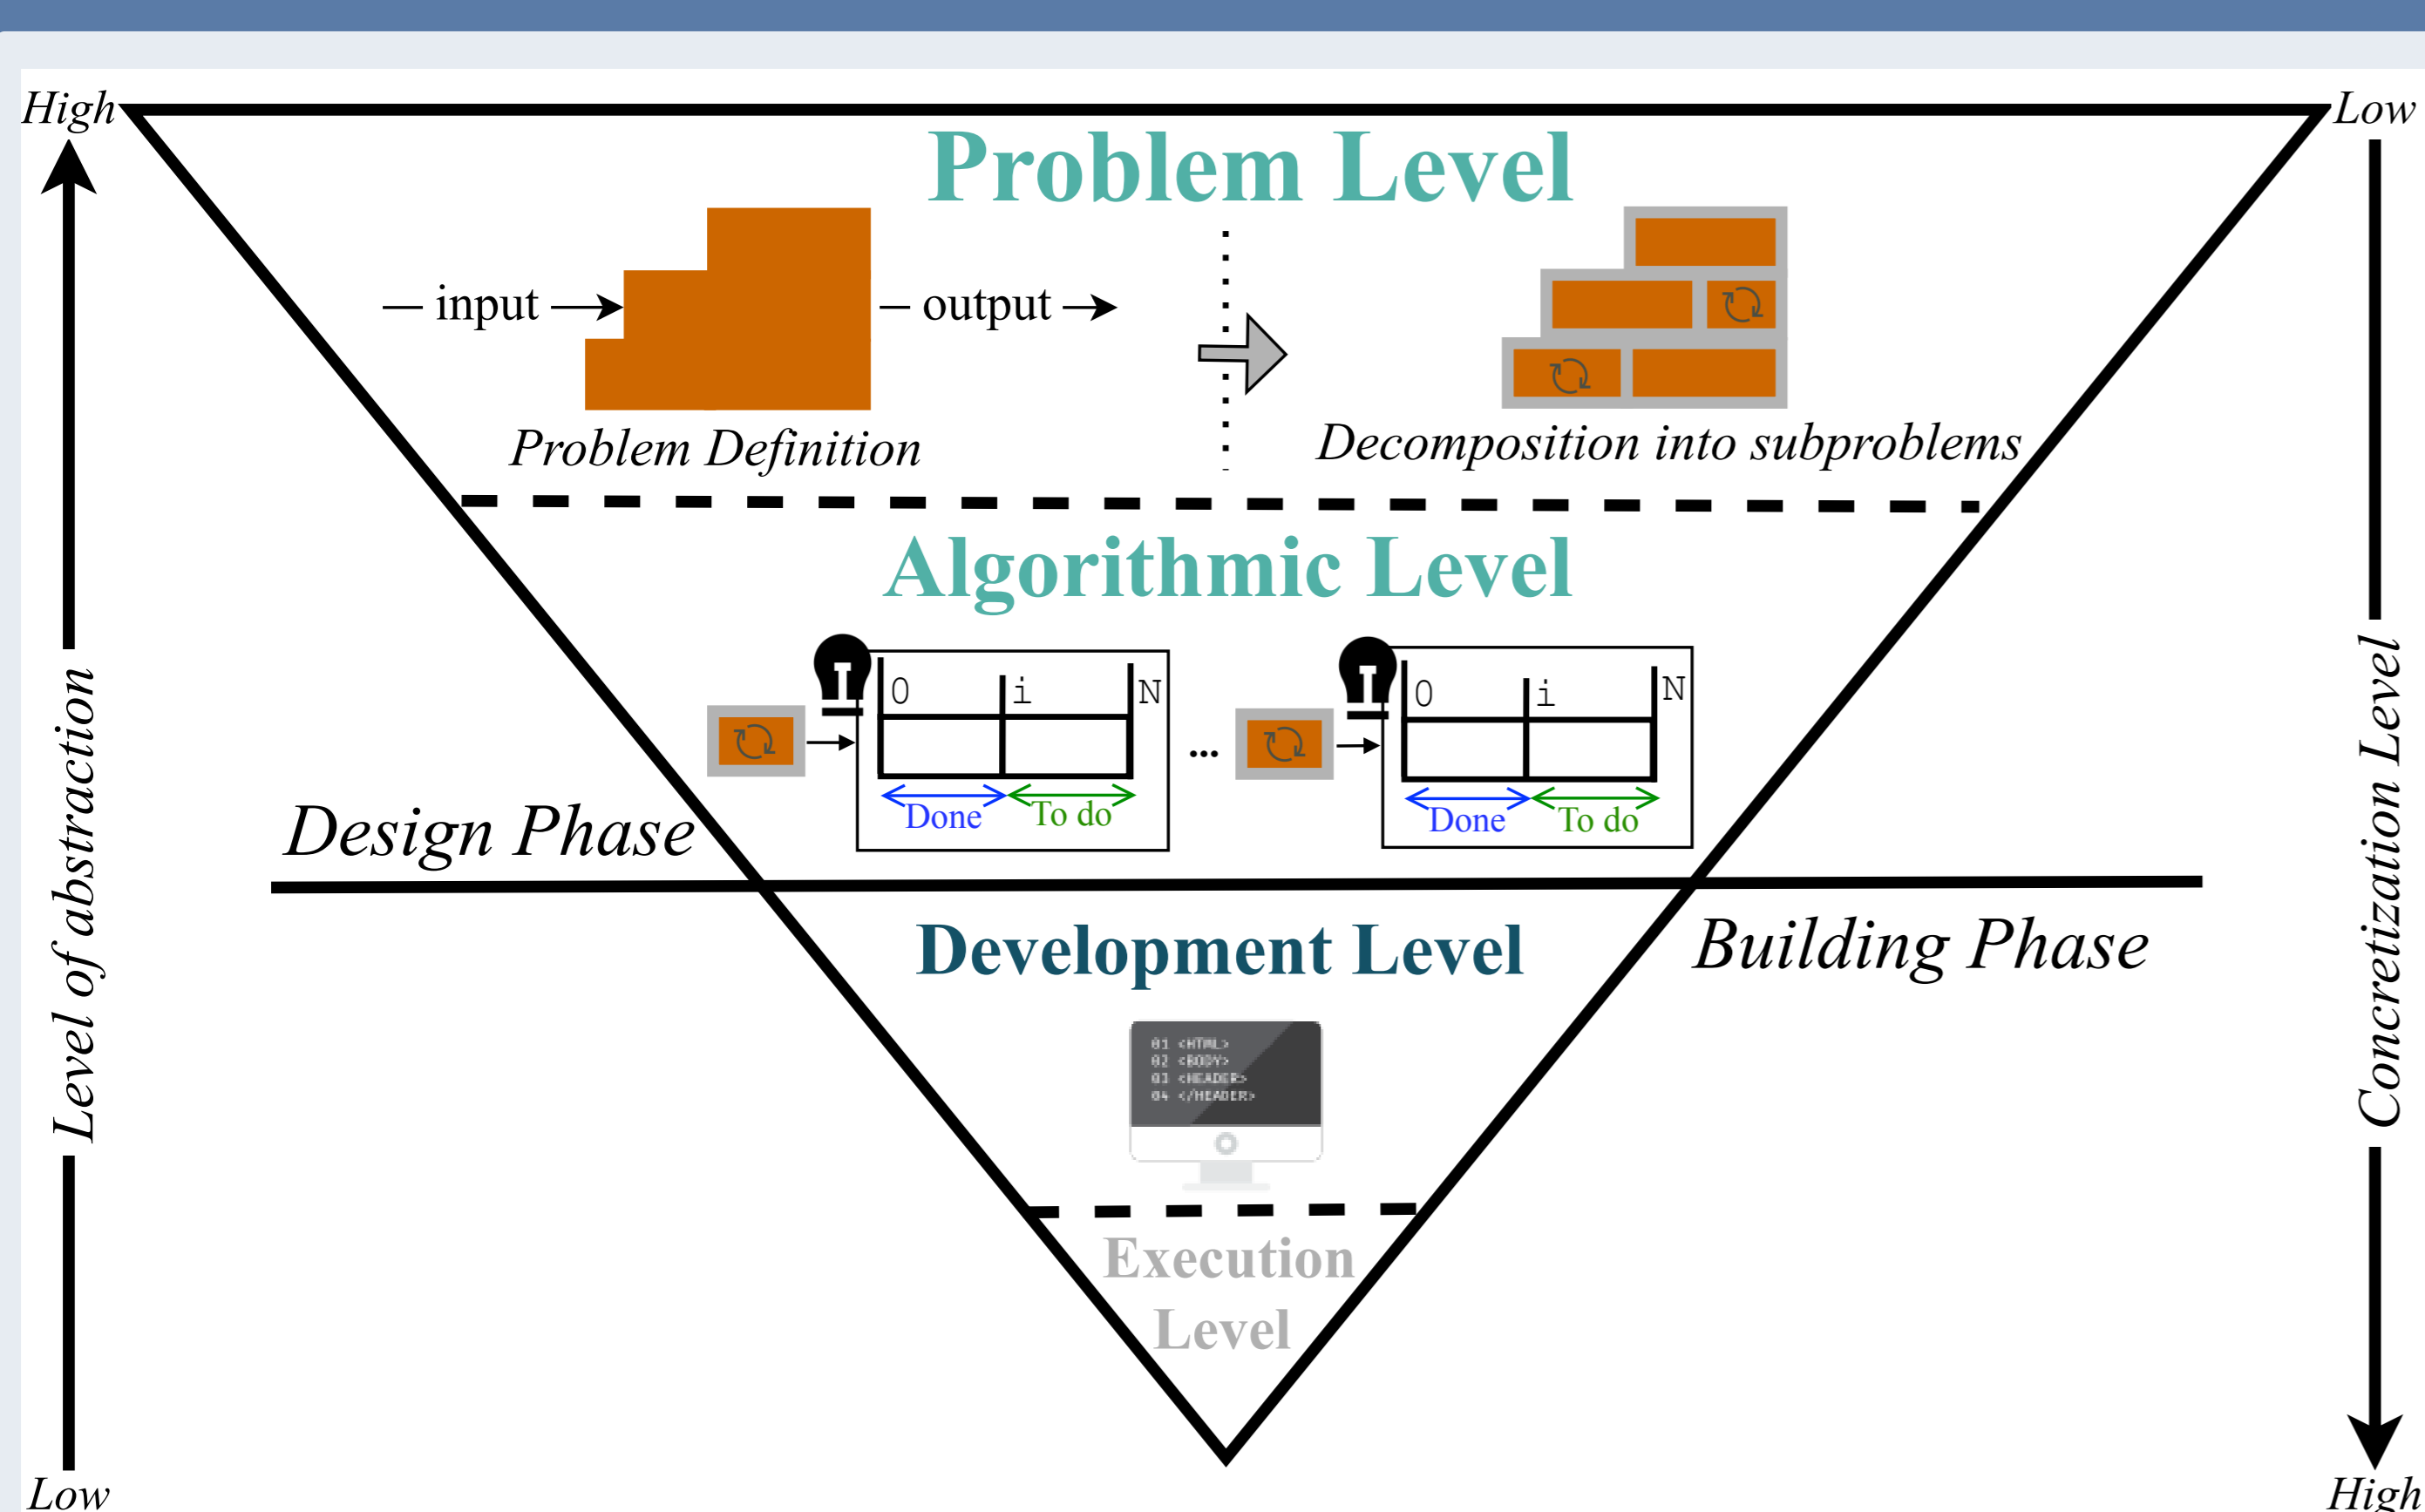 High
Low
Problem Level
input
output
Problem Definition
Decomposition into subproblems
Algorithmic Level
0 i N
Done To do
...
0 i N
Done To do
Level of abstraction
Concretization Level
Design Phase
Building Phase
Development Level
01 <HTML>
02 <BODY>
03 <HEADER>
04 </HEADER>
Execution
Level
Low
High